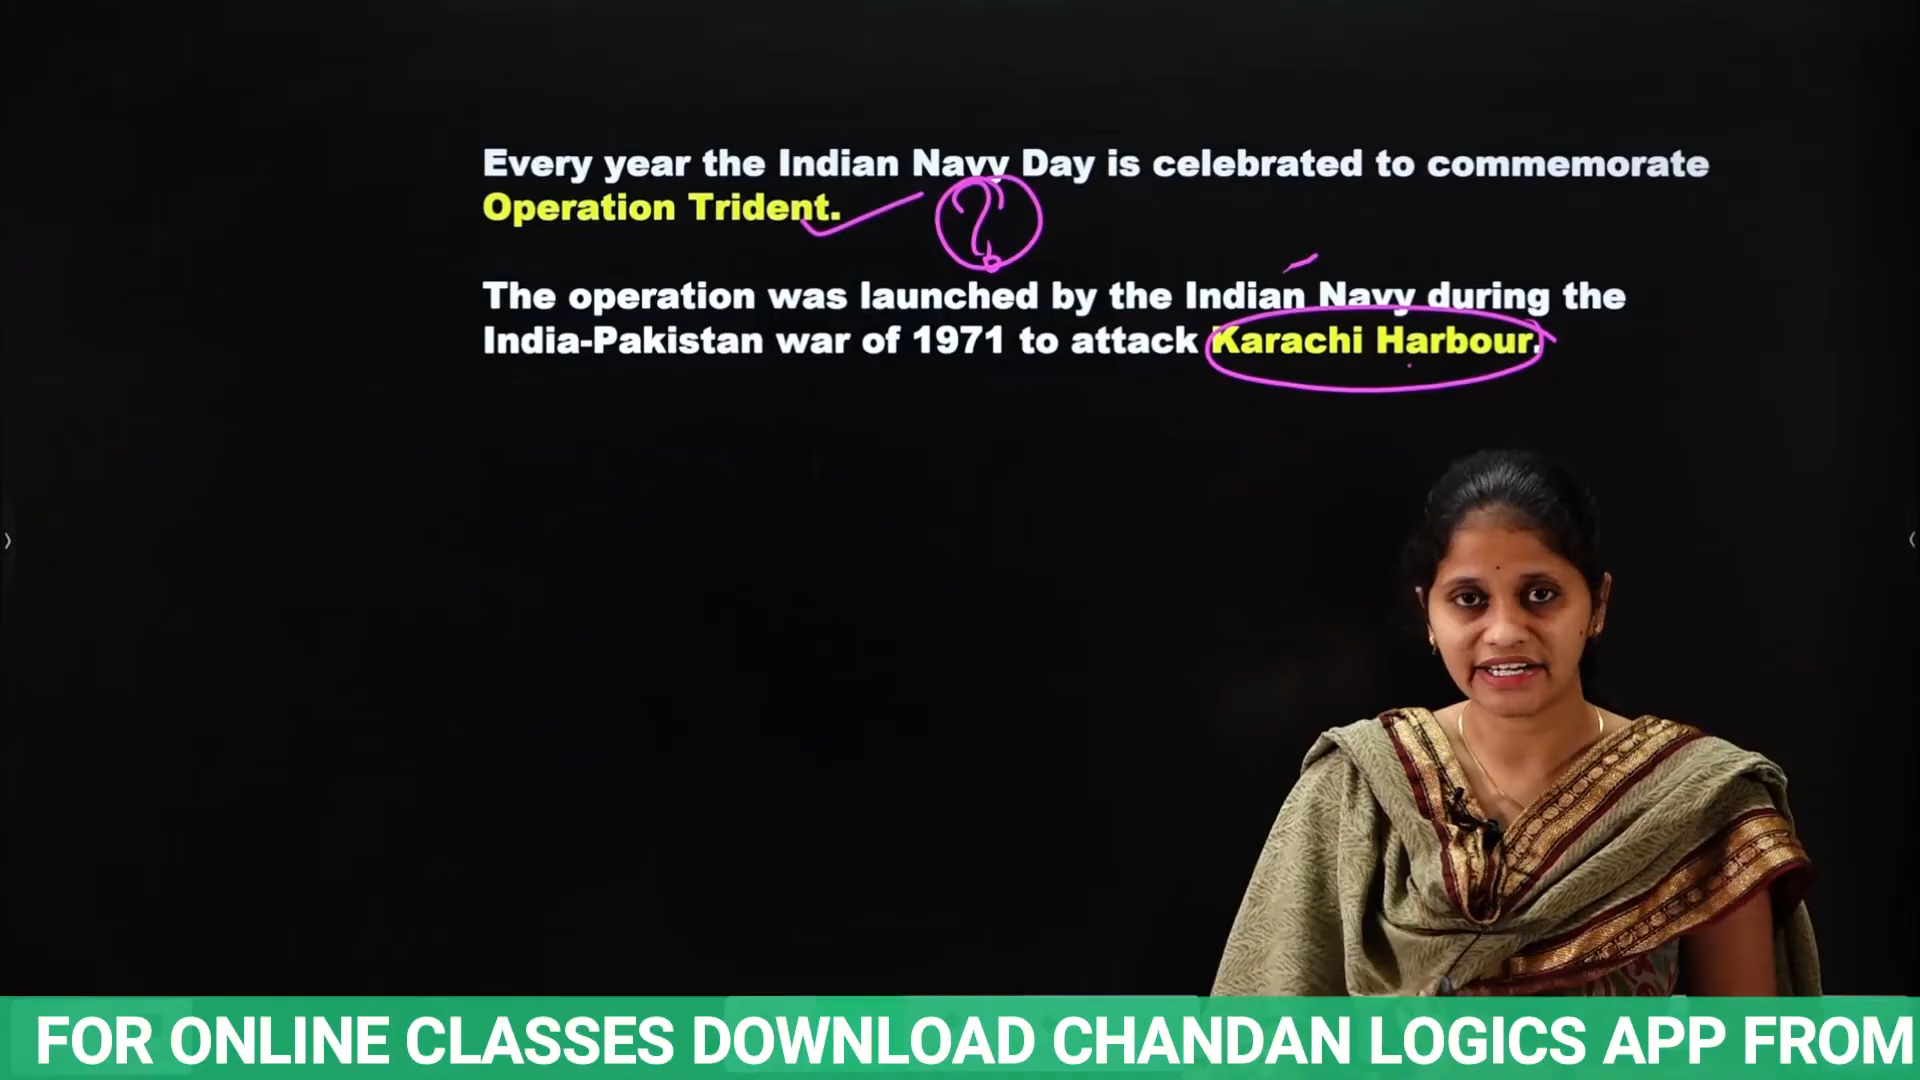 Every year the Indian Navy Day is celebrated to commemorate
Operation Trident.
?
The operation was launched by the Indian Navy during the
India-Pakistan war of 1971 to attack Karachi Harbour.
FOR ONLINE CLASSES DOWNLOAD CHANDAN LOGICS APP FROM